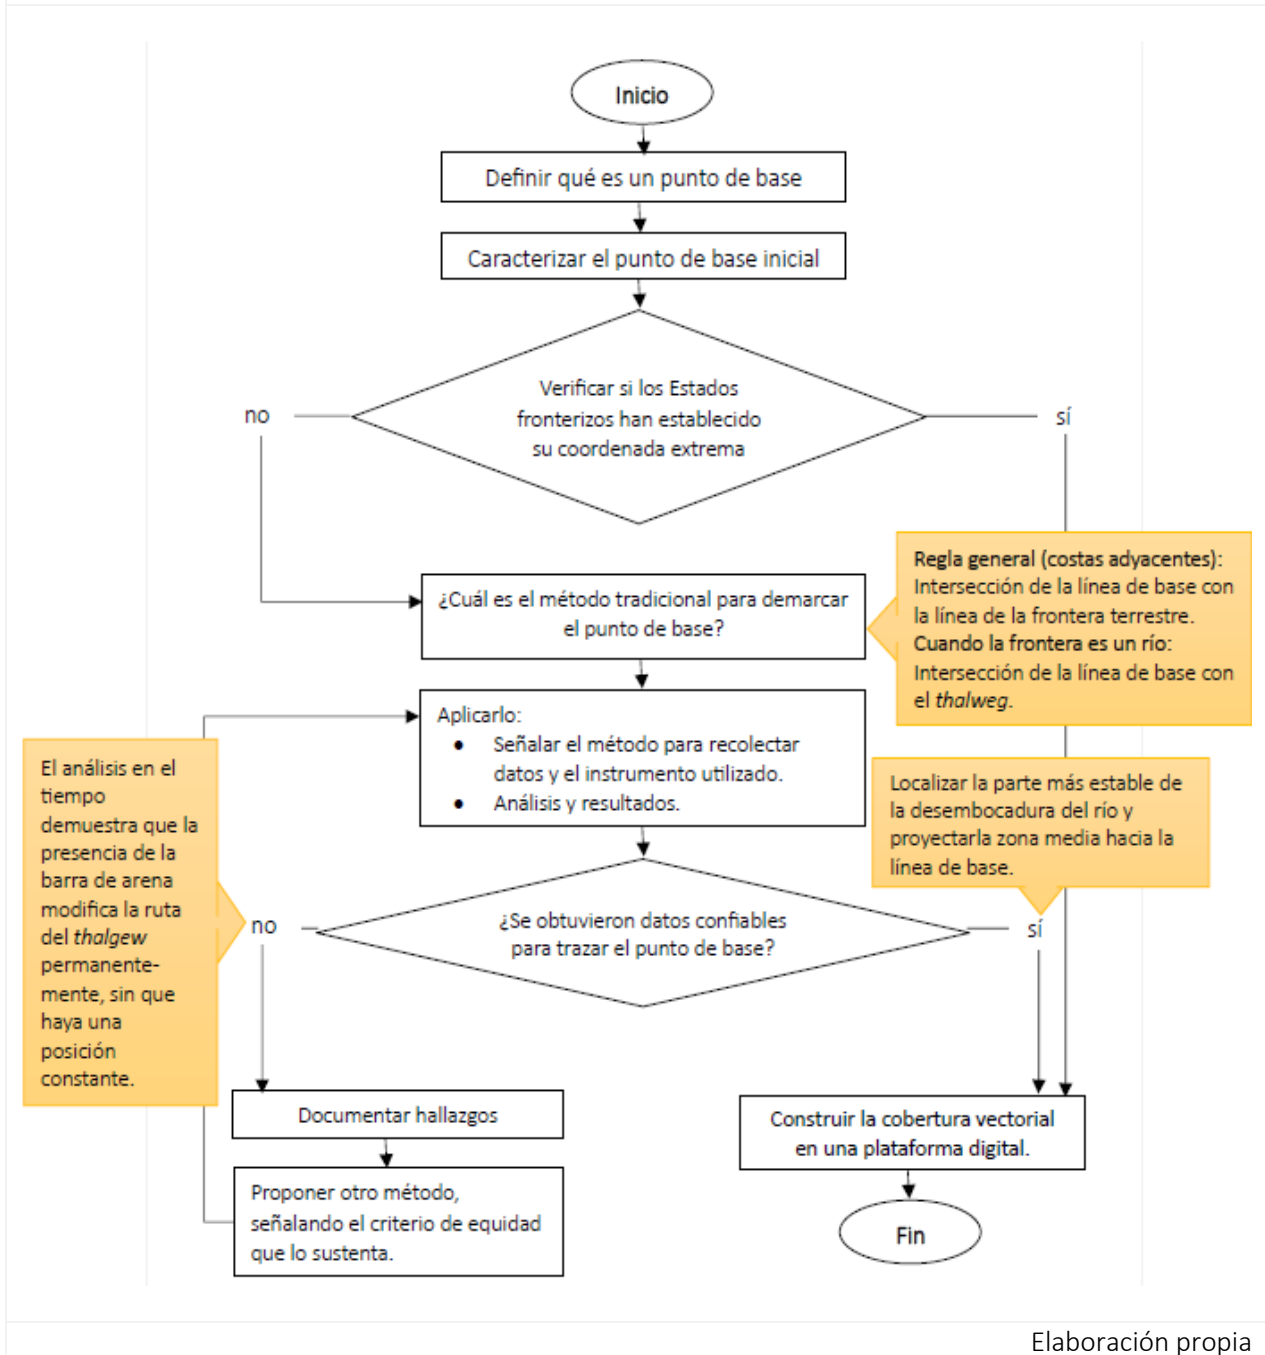 Inicio
Definir qué es un punto de base
Caracterizar el punto de base inicial
Verificar si los Estados
fronterizos han establecido
su coordenada extrema
no
sí
Regla general (costas adyacentes):
Intersección de la línea de base con
la línea de la frontera terrestre.
Cuando la frontera es un río:
Intersección de la línea de base con
el thalweg.
¿Cuál es el método tradicional para demarcar
el punto de base?
Aplicarlo:
● Señalar el método para recolectar
datos y el instrumento utilizado.
● Análisis y resultados.
El análisis en el
tiempo
demuestra que la
presencia de la
barra de arena
modifica la ruta
del thalgew
permanente-
mente, sin que
haya una
posición
constante.
Localizar la parte más estable de
la desembocadura del río y
proyectarla zona media hacia la
línea de base.
¿Se obtuvieron datos confiables
para trazar el punto de base?
no
sí
Documentar hallazgos
Proponer otro método,
señalando el criterio de equidad
que lo sustenta.
Construir la cobertura vectorial
en una plataforma digital.
Fin
Elaboración propia